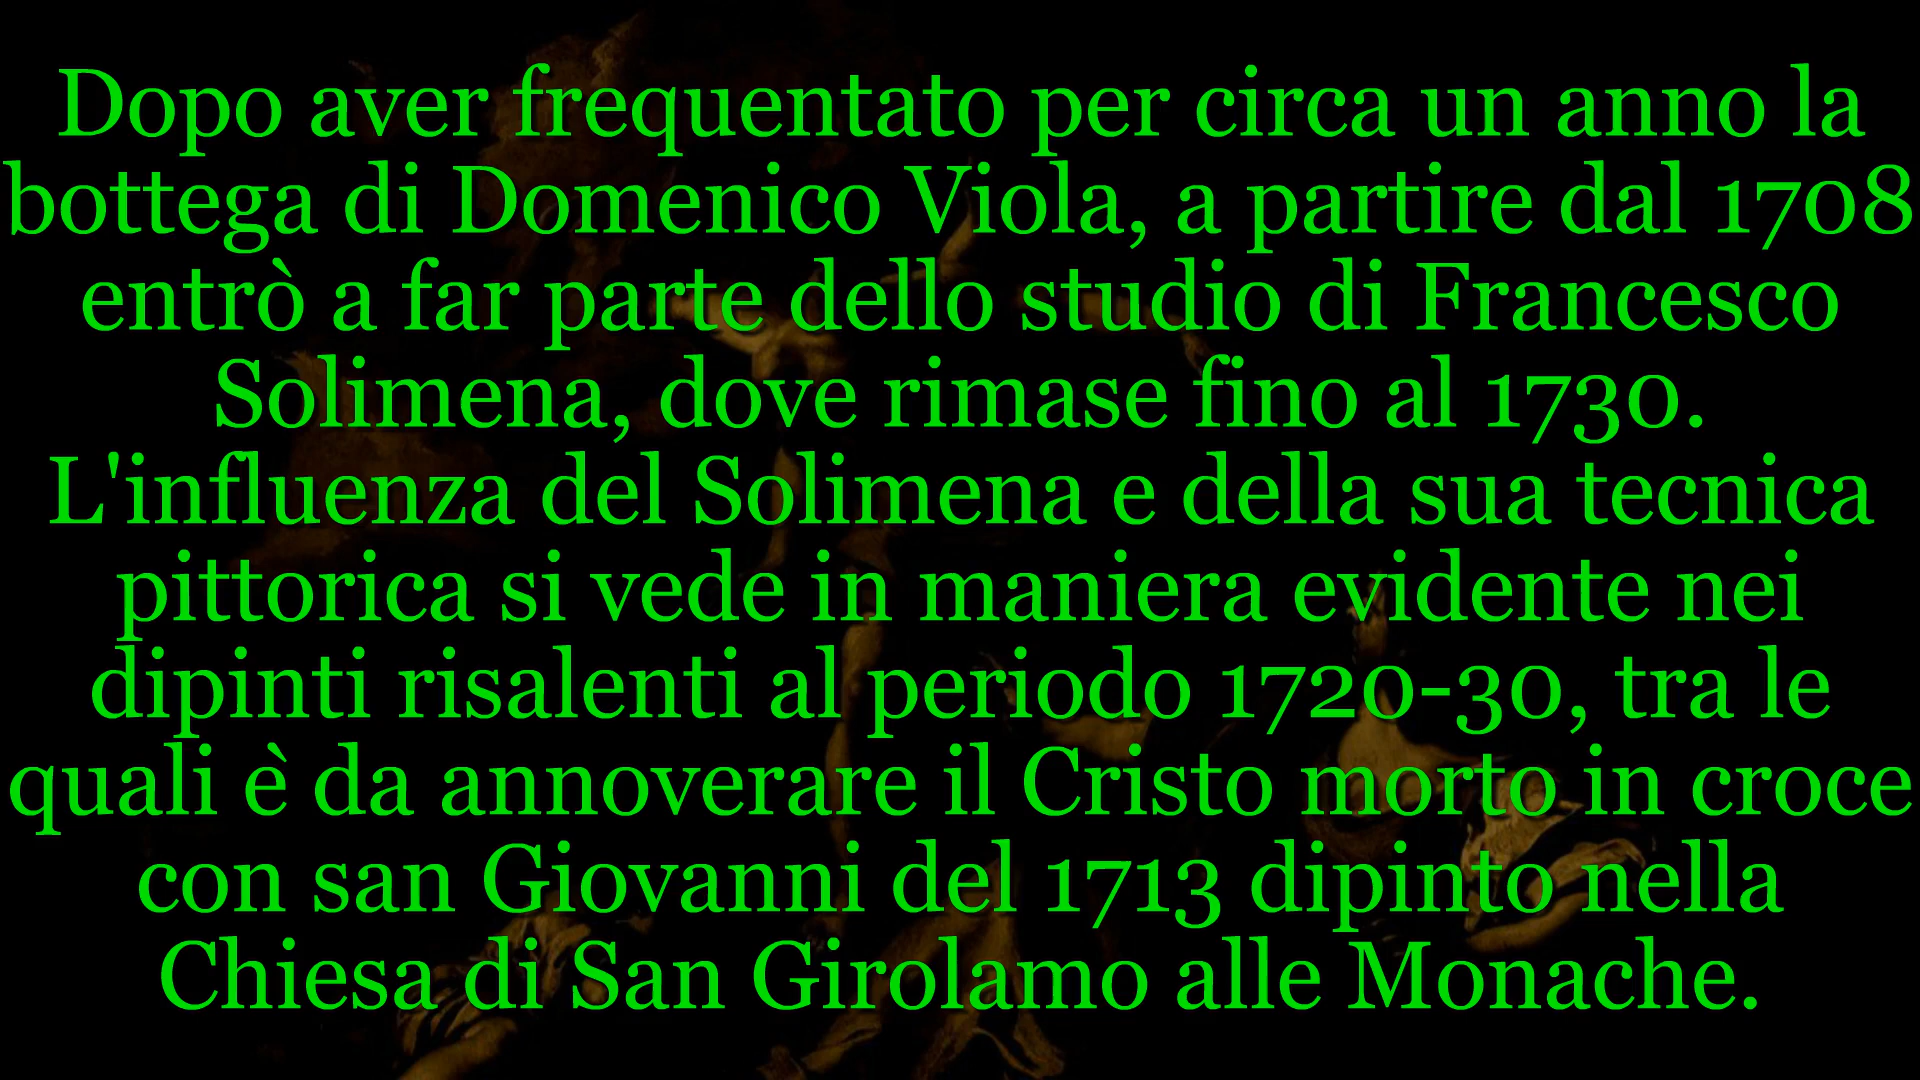 Dopo aver frequentato per circa un anno la
bottega di Domenico Viola, a partire dal 1708
entrò a far parte dello studio di Francesco
Solimena, dove rimase fino al 1730.
L'influenza del Solimena e della sua tecnica
pittorica si vede in maniera evidente nei
dipinti risalenti al periodo 1720-30, tra le
quali è da annoverare il Cristo morto in croce
con san Giovanni del 1713 dipinto nella
Chiesa di San Girolamo alle Monache.